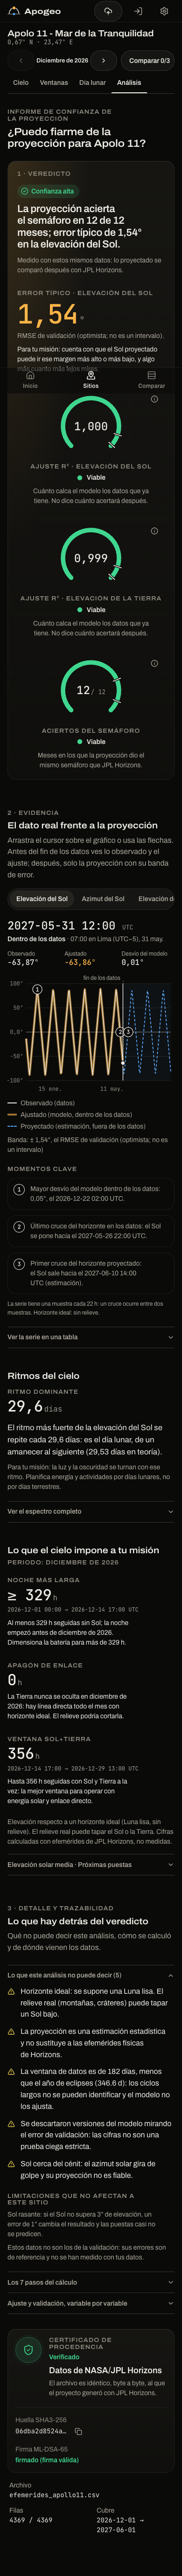 Apogeo
Apolo 11 - Mar de la Tranquilidad
0,67° N · 23,47° E
Diciembre de 2026
Comparar 0/3
Cielo
Ventanas
Día lunar
Análisis
INFORME DE CONFIANZA DE
LA PROYECCIÓN
¿Puedo fiarme de la
proyección para Apolo 11?
1 · VEREDICTO
Confianza alta
La proyección acierta
el semáforo en 12 de 12
meses; error típico de 1,54°
en la elevación del Sol.
Medido con estos mismos datos: lo proyectado se
comparó después con JPL Horizons.
ERROR TÍPICO · ELEVACIÓN DEL SOL
1,54°
RMSE de validación (optimista; no es un intervalo).
Para tu misión: cuenta con que el Sol proyectado
puede ir ese margen más alto o más bajo, y algo
Inicio
Sitios
Comparar
1,000
AJUSTE R² · ELEVACIÓN DEL SOL
Viable
Cuánto calca el modelo los datos que ya
tiene. No dice cuánto acertará después.
0,999
AJUSTE R² · ELEVACIÓN DE LA TIERRA
Viable
Cuánto calca el modelo los datos que ya
tiene. No dice cuánto acertará después.
12 / 12
ACIERTOS DEL SEMÁFORO
Viable
Meses en los que la proyección dio el
mismo semáforo que JPL Horizons.
2 · EVIDENCIA
El dato real frente a la proyección
Arrastra el cursor sobre el gráfico o usa las flechas.
Antes del fin de los datos ves lo observado y el
ajuste; después, solo la proyección con su banda
de error.
Elevación del Sol
Azimut del Sol
Elevación d
2027-05-31 12:00 UTC
Dentro de los datos · 07:00 en Lima (UTC−5), 31 may.
Observado
Ajustado
Desvío del modelo
-63,87°
-63,86°
0,01°
fin de los datos
100°
50°
0,0°
-50°
-100°
1
2
3
15 ene.
11 may.
Observado (datos)
Ajustado (modelo, dentro de los datos)
Proyectado (estimación, fuera de los datos)
Banda: ± 1,54°, el RMSE de validación (optimista; no es
un intervalo)
MOMENTOS CLAVE
1
Mayor desvío del modelo dentro de los datos:
0,05°, el 2026-12-22 02:00 UTC.
2
Último cruce del horizonte en los datos: el Sol
se pone hacia el 2027-05-26 22:00 UTC.
3
Primer cruce del horizonte proyectado:
el Sol sale hacia el 2027-06-10 14:00
UTC (estimación).
La serie tiene una muestra cada 22 h: un cruce ocurre entre dos
muestras. Horizonte ideal: sin relieve.
Ver la serie en una tabla
Ritmos del cielo
RITMO DOMINANTE
29,6 días
El ritmo más fuerte de la elevación del Sol se
repite cada 29,6 días: es el día lunar, de un
amanecer al siguiente (29,53 días en teoría).
Para tu misión: la luz y la oscuridad se turnan con ese
ritmo. Planifica energía y actividades por días lunares, no
por días terrestres.
Ver el espectro completo
Lo que el cielo impone a tu misión
PERIODO: DICIEMBRE DE 2026
NOCHE MÁS LARGA
≥ 329 h
2026-12-01 00:00 → 2026-12-14 17:00 UTC
Al menos 329 h seguidas sin Sol; la noche
empezó antes de diciembre de 2026.
Dimensiona la batería para más de 329 h.
APAGÓN DE ENLACE
0 h
La Tierra nunca se oculta en diciembre de
2026: hay línea directa todo el mes con
horizonte ideal. El relieve podría cortarla.
VENTANA SOL+TIERRA
356 h
2026-12-14 17:00 → 2026-12-29 13:00 UTC
Hasta 356 h seguidas con Sol y Tierra a la
vez: la mejor ventana para operar con
energía solar y enlace directo.
Elevación respecto a un horizonte ideal (Luna lisa, sin
relieve). El relieve real puede tapar el Sol o la Tierra. Cifras
calculadas con efemérides de JPL Horizons, no medidas.
Elevación solar media · Próximas puestas
3 · DETALLE Y TRAZABILIDAD
Lo que hay detrás del veredicto
Qué no puede decir este análisis, cómo se calculó
y de dónde vienen los datos.
Lo que este análisis no puede decir (5)
Horizonte ideal: se supone una Luna lisa. El
relieve real (montañas, cráteres) puede tapar
un Sol bajo.
La proyección es una estimación estadística
y no sustituye a las efemérides físicas
de Horizons.
La ventana de datos es de 182 días, menos
que el año de eclipses (346.6 d): los ciclos
largos no se pueden identificar y el modelo no
los ajusta.
Se descartaron versiones del modelo mirando
el error de validación: las cifras no son una
prueba ciega estricta.
Sol cerca del cénit: el azimut solar gira de
golpe y su proyección no es fiable.
LIMITACIONES QUE NO AFECTAN A
ESTE SITIO
Sol rasante: si el Sol no supera 3° de elevación, un
error de 1° cambia el resultado y las puestas casi no
se predicen.
Estos datos no son los de la validación: sus errores son
de referencia y no se han medido con tus datos.
Los 7 pasos del cálculo
Ajuste y validación, variable por variable
CERTIFICADO DE
PROCEDENCIA
Verificado
Datos de NASA/JPL Horizons
El archivo es idéntico, byte a byte, al que
el proyecto generó con JPL Horizons.
Huella SHA3-256
06dba2d8524a…
Firma ML-DSA-65
firmado (firma válida)
Archivo
efemerides_apollo11.csv
Filas
Cubre
4369 / 4369
2026-12-01 →
2027-06-01